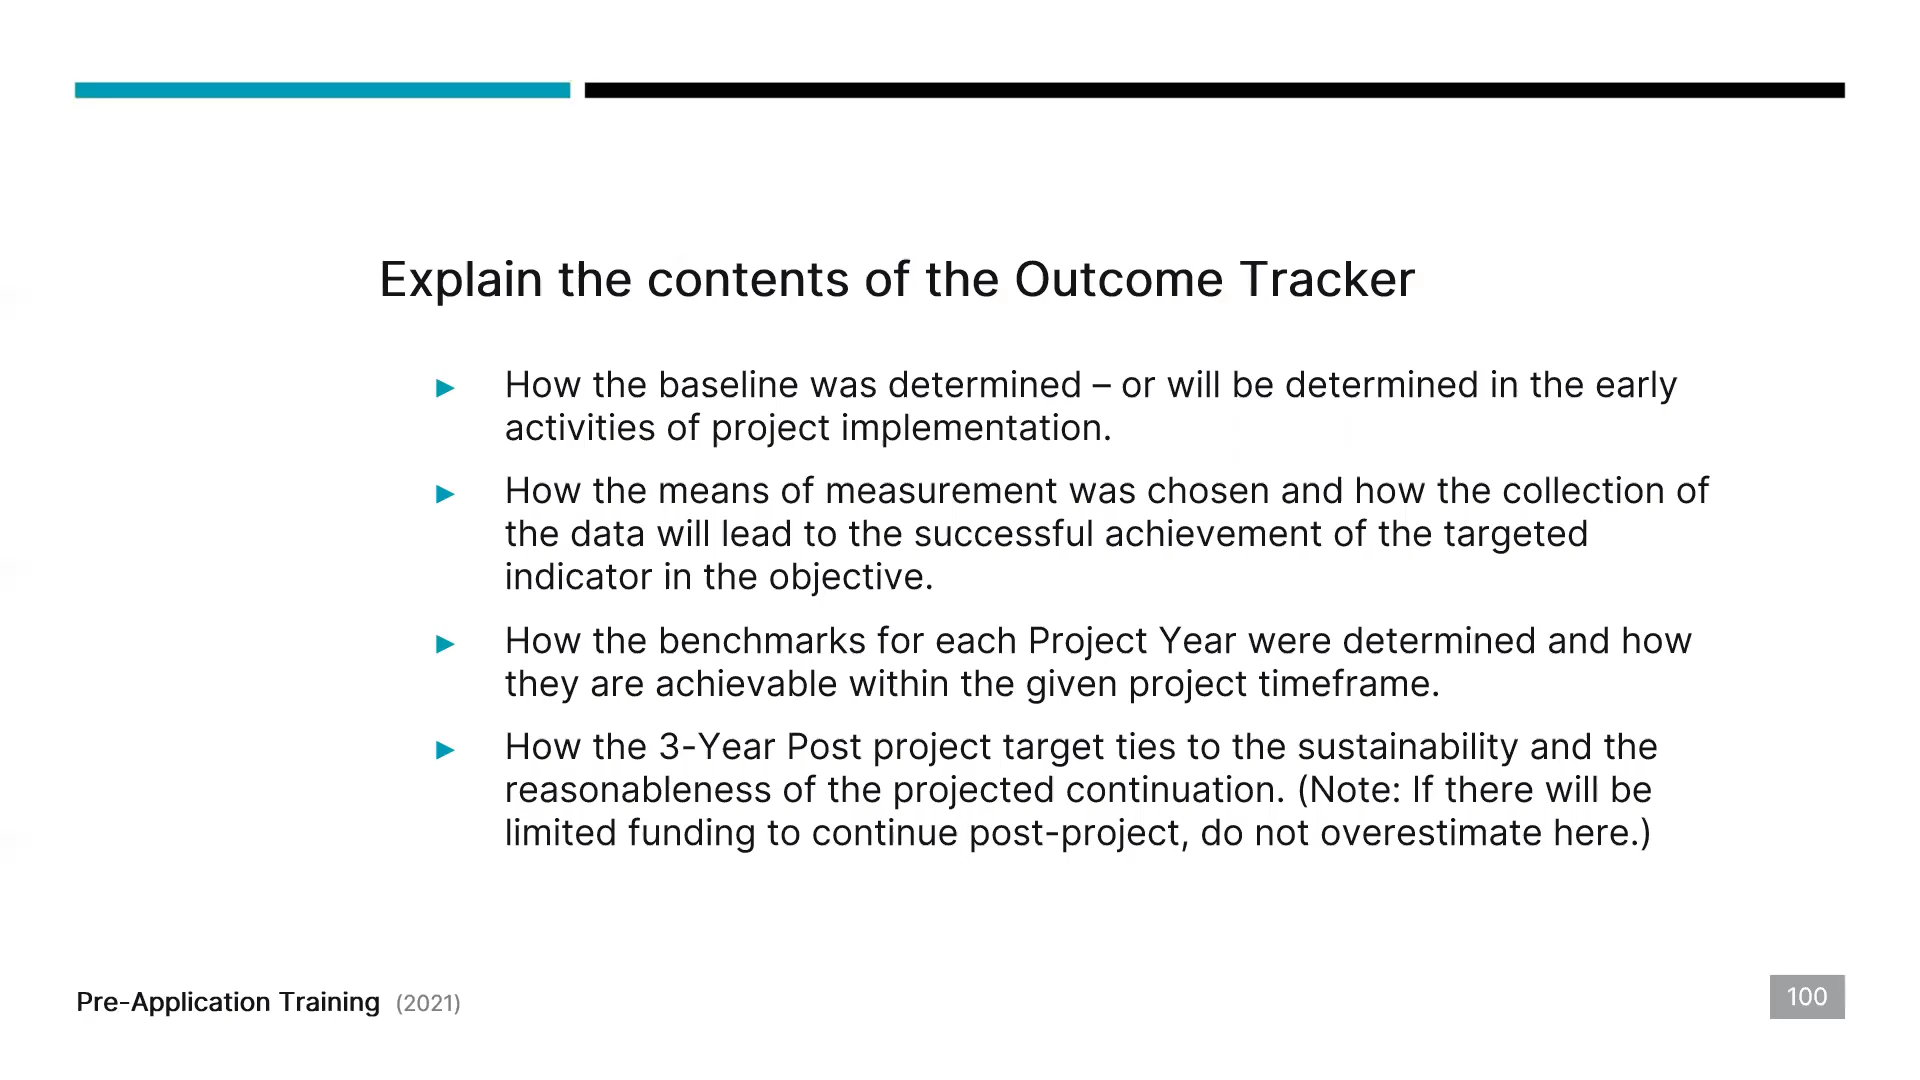 Explain the contents of the Outcome Tracker
► How the baseline was determined – or will be determined in the early
activities of project implementation.
► How the means of measurement was chosen and how the collection of
the data will lead to the successful achievement of the targeted
indicator in the objective.
► How the benchmarks for each Project Year were determined and how
they are achievable within the given project timeframe.
► How the 3-Year Post project target ties to the sustainability and the
reasonableness of the projected continuation. (Note: If there will be
limited funding to continue post-project, do not overestimate here.)
Pre-Application Training (2021)
100